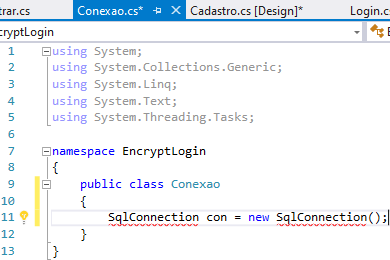 trar.cs Conexao.cs* Cadastro.cs [Design]* Login.c
cryptLogin Encr
1 using System;
2 using System.Collections.Generic;
3 using System.Linq;
4 using System.Text;
5 using System.Threading.Tasks;
6
7 namespace EncryptLogin
8 {
9 public class Conexao
10 {
11 SqlConnection con = new SqlConnection();
12 }
13 }